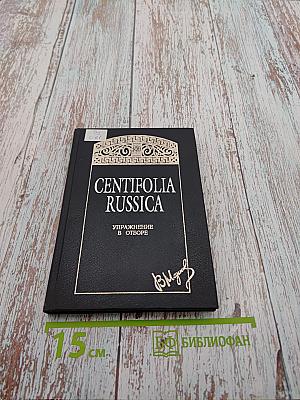 CENTIFOLIA
RUSSICA
УПРАЖНЕНИЕ
В ОТБОРЕ
15 см.
БИБЛИОФАН